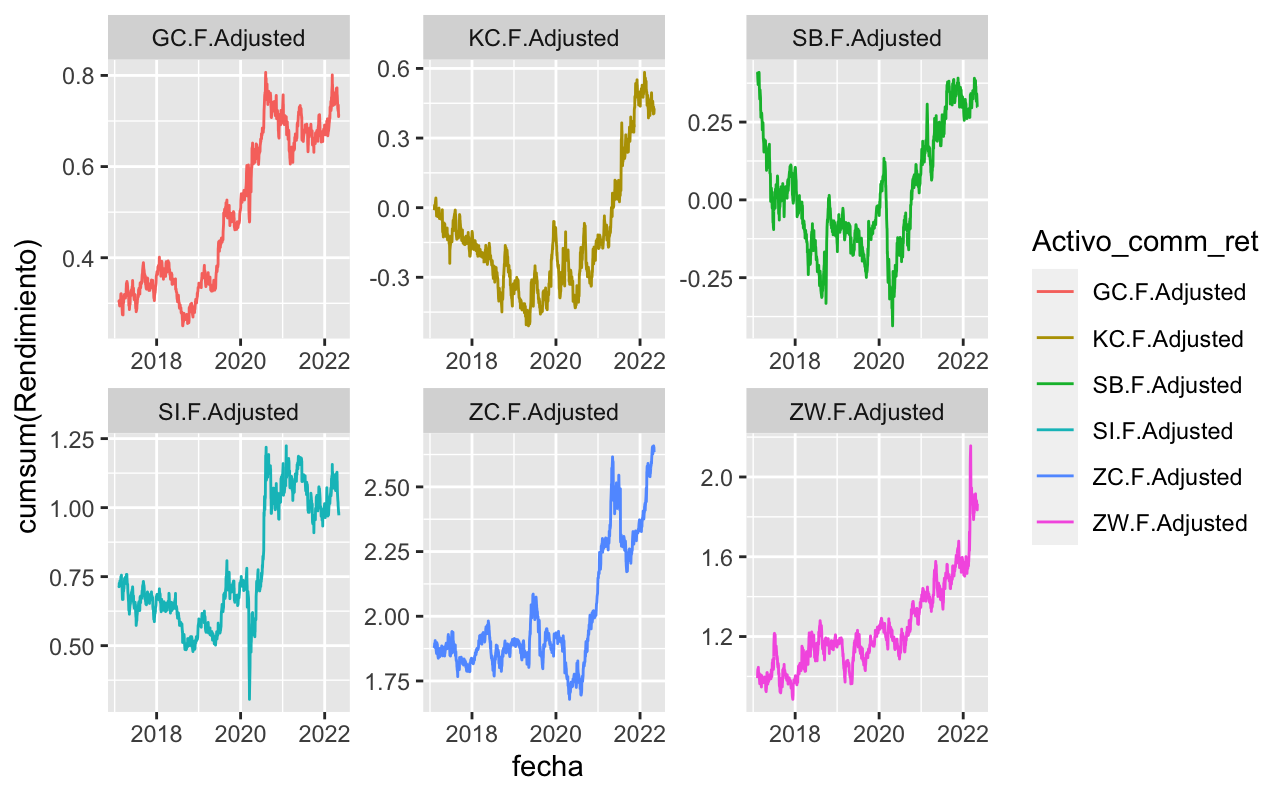 GC.F.Adjusted KC.F.Adjusted SB.F.Adjusted
0.8
0.6
0.4
0.6
0.3
0.0
-0.3
0.25
0.00
-0.25
2018 2020 2022 2018 2020 2022 2018 2020 2022
SI.F.Adjusted ZC.F.Adjusted ZW.F.Adjusted
1.25
1.00
0.75
0.50
2.50
2.25
2.00
1.75
2.0
1.6
1.2
2018 2020 2022 2018 2020 2022 2018 2020 2022
cumsum(Rendimiento)
fecha
Activo_comm_ret
GC.F.Adjusted
KC.F.Adjusted
SB.F.Adjusted
SI.F.Adjusted
ZC.F.Adjusted
ZW.F.Adjusted